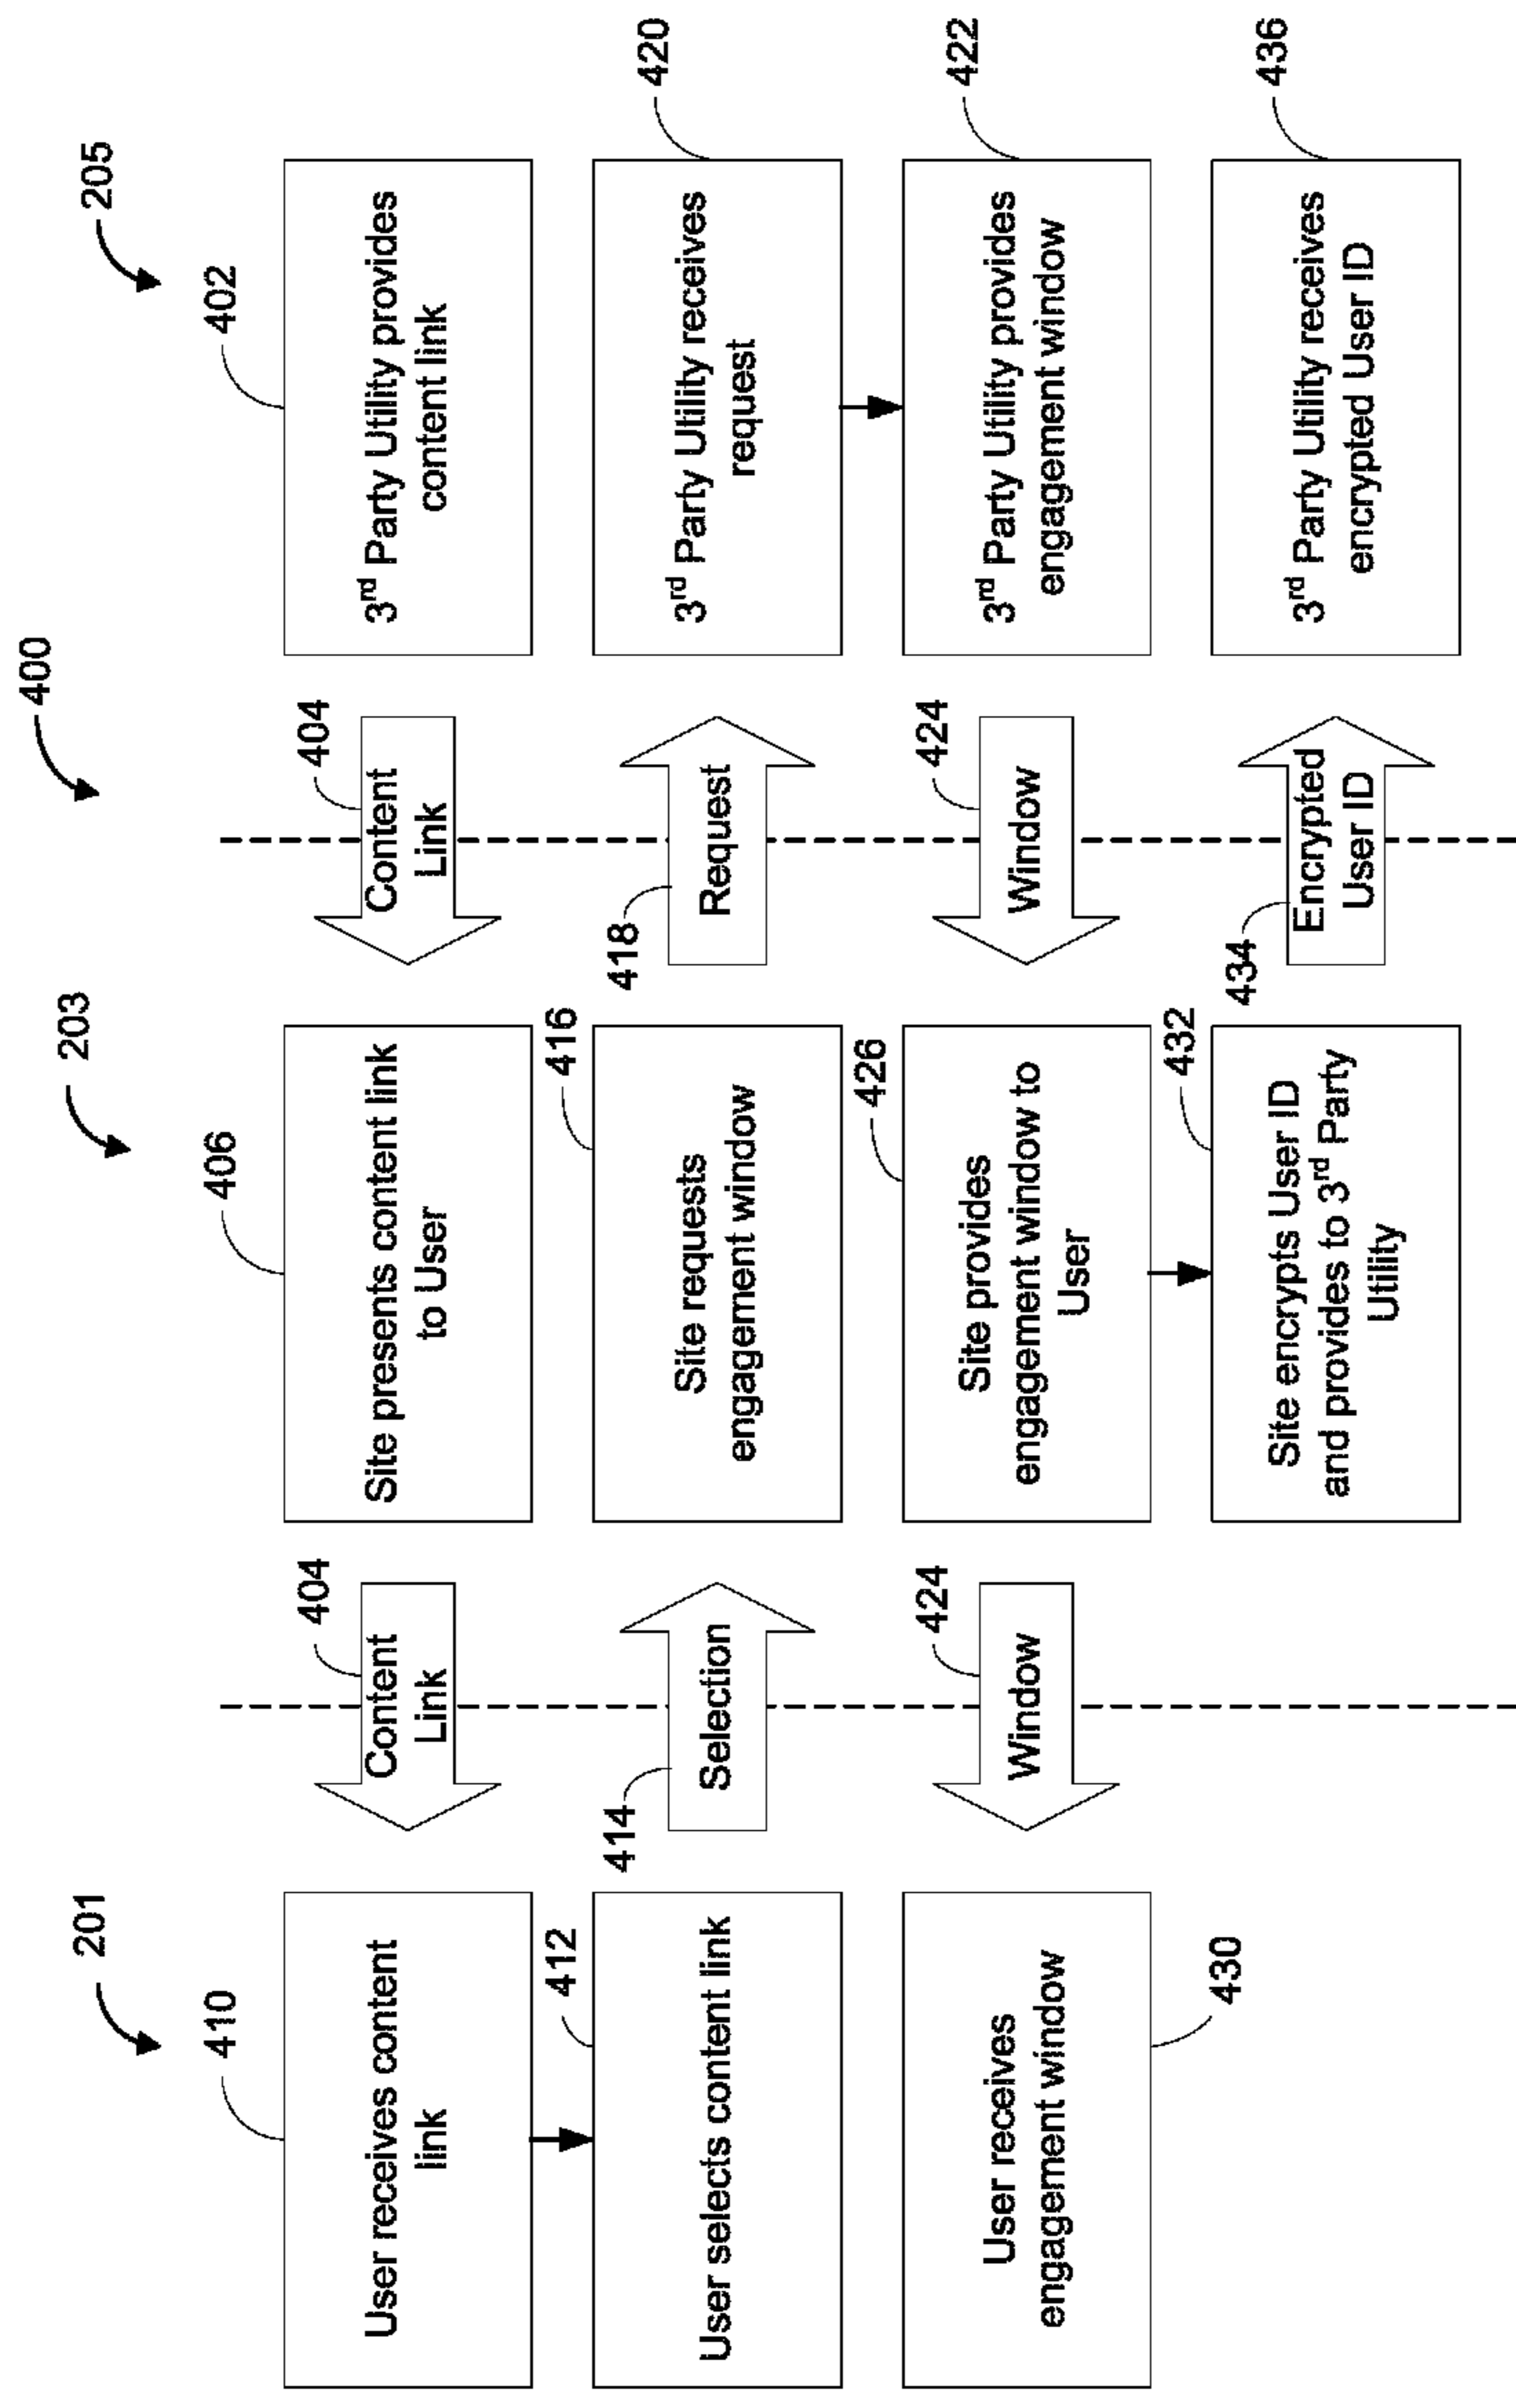 400
201
203
205
410
User receives content
link
404
Content
Link
406
Site presents content link
to User
404
Content
Link
402
3rd Party Utility provides
content link
412
User selects content link
414
Selection
416
Site requests
engagement window
418
Request
420
3rd Party Utility receives
request
430
User receives
engagement window
424
Window
426
Site provides
engagement window to
User
424
Window
422
3rd Party Utility provides
engagement window
432
Site encrypts User ID
and provides to 3rd Party
Utility
434
Encrypted
User ID
436
3rd Party Utility receives
encrypted User ID